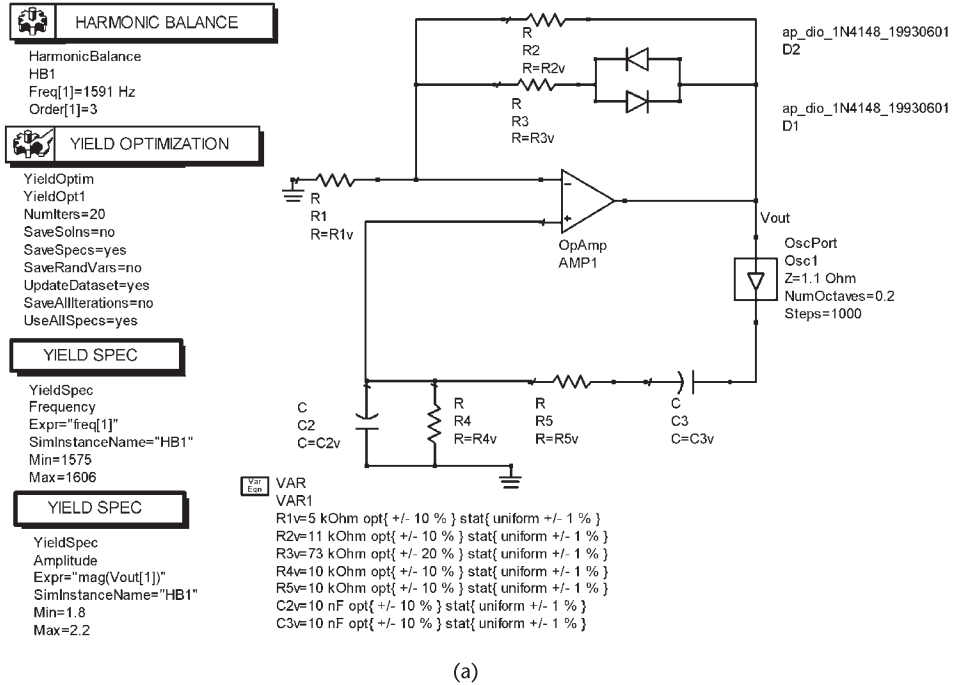 HARMONIC BALANCE
HarmonicBalance
HB1
Freq[1]=1591 Hz
Order[1]=3
YIELD OPTIMIZATION
YieldOptim
YieldOpt1
NumIters=20
SaveSolns=no
SaveSpecs=yes
SaveRandVars=no
UpdateDataset=yes
SaveAllIterations=no
UseAllSpecs=yes
YIELD SPEC
YieldSpec
Frequency
Expr="freq[1]"
SimInstanceName="HB1"
Min=1575
Max=1606
YIELD SPEC
YieldSpec
Amplitude
Expr="mag(Vout[1])"
SimInstanceName="HB1"
Min=1.8
Max=2.2
R
R2
R=R2v
R
R3
R=R3v
ap_dio_1N4148_19930601
D2
ap_dio_1N4148_19930601
D1
R
R1
R=R1v
OpAmp
AMP1
Vout
OscPort
Osc1
Z=1.1 Ohm
NumOctaves=0.2
Steps=1000
C
C2
C=C2v
R
R4
R=R4v
R
R5
R=R5v
C
C3
C=C3v
Var
Eqn
VAR
VAR1
R1v=5 kOhm opt{ +/- 10 % } stat{ uniform +/- 1 % }
R2v=11 kOhm opt{ +/- 10 % } stat{ uniform +/- 1 % }
R3v=73 kOhm opt{ +/- 20 % } stat{ uniform +/- 1 % }
R4v=10 kOhm opt{ +/- 10 % } stat{ uniform +/- 1 % }
R5v=10 kOhm opt{ +/- 10 % } stat{ uniform +/- 1 % }
C2v=10 nF opt{ +/- 10 % } stat{ uniform +/- 1 % }
C3v=10 nF opt{ +/- 10 % } stat{ uniform +/- 1 % }
(a)